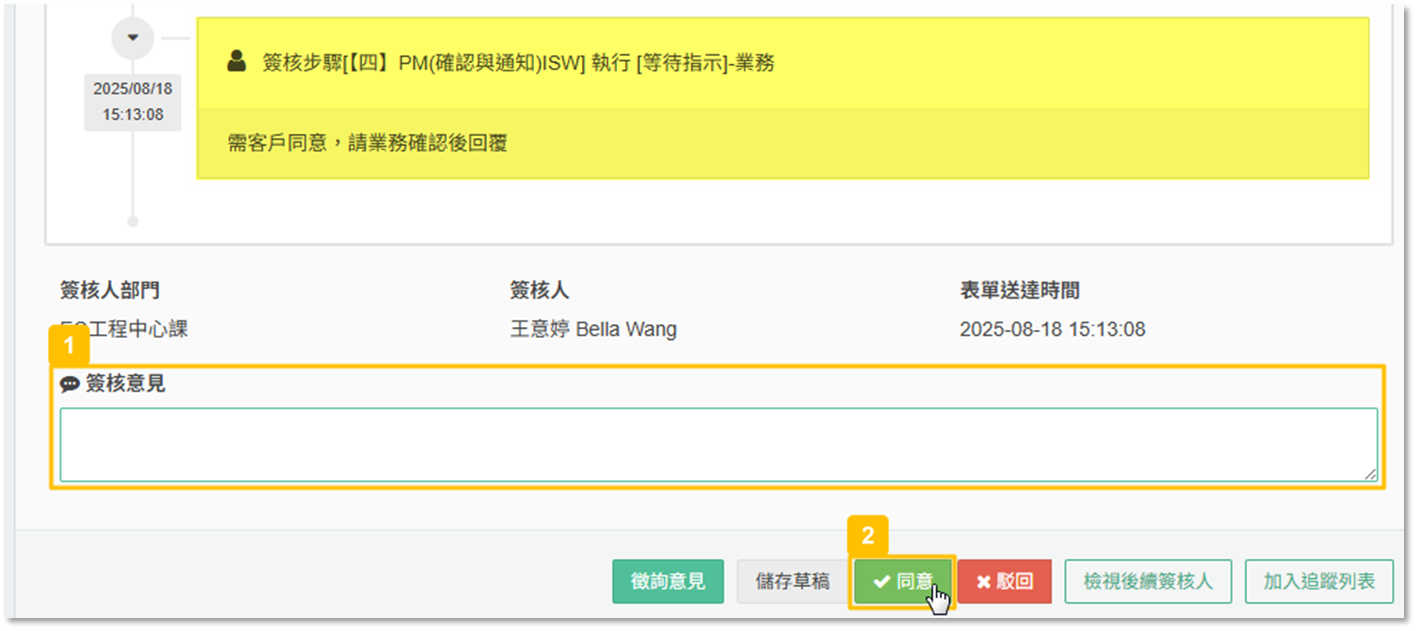 簽核步驟[【四】PM(確認與通知)ISW] 執行 [等待指示]-業務
2025/08/18
15:13:08
需客戶同意，請業務確認後回覆
簽核人部門
簽核人
表單送達時間
工程中心課
王意婷 Bella Wang
2025-08-18 15:13:08
1
簽核意見
2
徵詢意見
儲存草稿
同意
駁回
檢視後續簽核人
加入追蹤列表